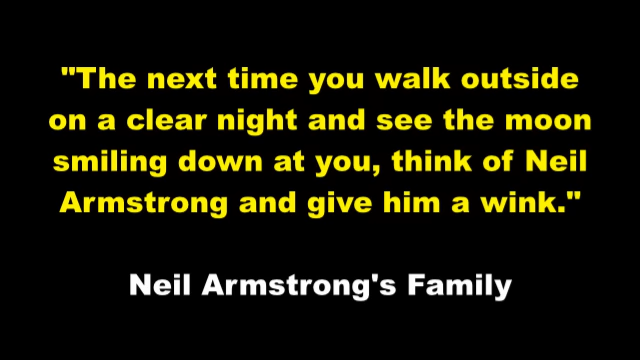 "The next time you walk outside
on a clear night and see the moon
smiling down at you, think of Neil
Armstrong and give him a wink."
Neil Armstrong's Family